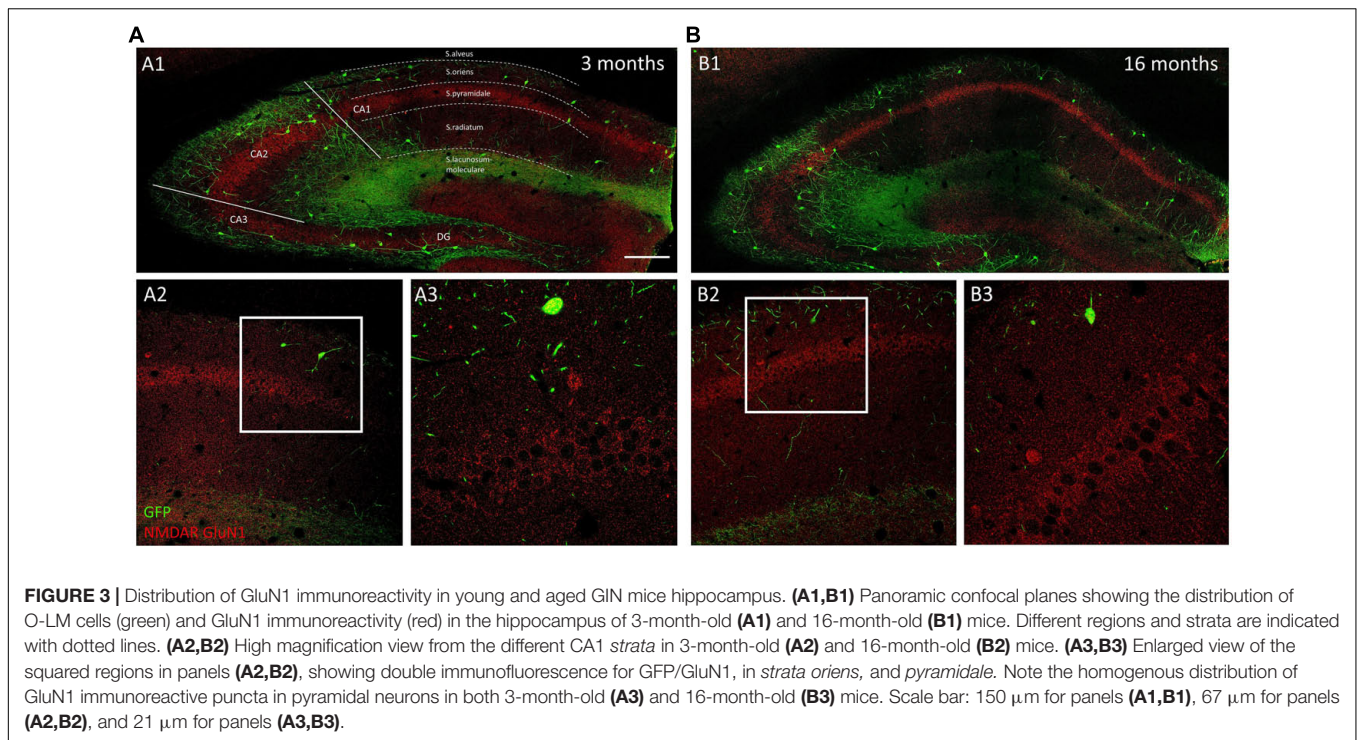 A
B
A1
3 months
S.alveus
S.oriens
S.pyramidale
S.radiatum
S.lacunosum-
moleculare
CA1
CA2
CA3
DG
B1
16 months
A2
GFP
NMDAR GluN1
A3
B2
B3
FIGURE 3 | Distribution of GluN1 immunoreactivity in young and aged GIN mice hippocampus. (A1,B1) Panoramic confocal planes showing the distribution of
O-LM cells (green) and GluN1 immunoreactivity (red) in the hippocampus of 3-month-old (A1) and 16-month-old (B1) mice. Different regions and strata are indicated
with dotted lines. (A2,B2) High magnification view from the different CA1 strata in 3-month-old (A2) and 16-month-old (B2) mice. (A3,B3) Enlarged view of the
squared regions in panels (A2,B2), showing double immunofluorescence for GFP/GluN1, in strata oriens, and pyramidale. Note the homogenous distribution of
GluN1 immunoreactive puncta in pyramidal neurons in both 3-month-old (A3) and 16-month-old (B3) mice. Scale bar: 150 μm for panels (A1,B1), 67 μm for panels
(A2,B2), and 21 μm for panels (A3,B3).